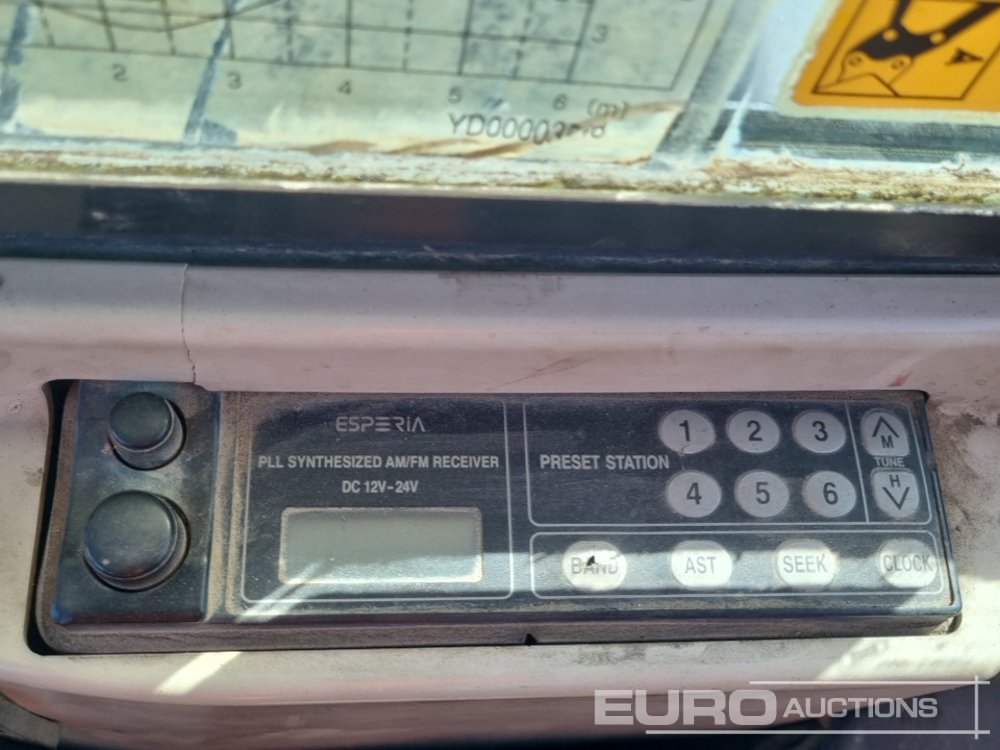 3
2 3 4 5 6 (m)
A
ESPERIA
PLL SYNTHESIZED AM/FM RECEIVER
DC 12V-24V
PRESET STATION
1 2 3
4 5 6
M
TUNE
H
BAND AST SEEK CLOCK
EURO AUCTIONS